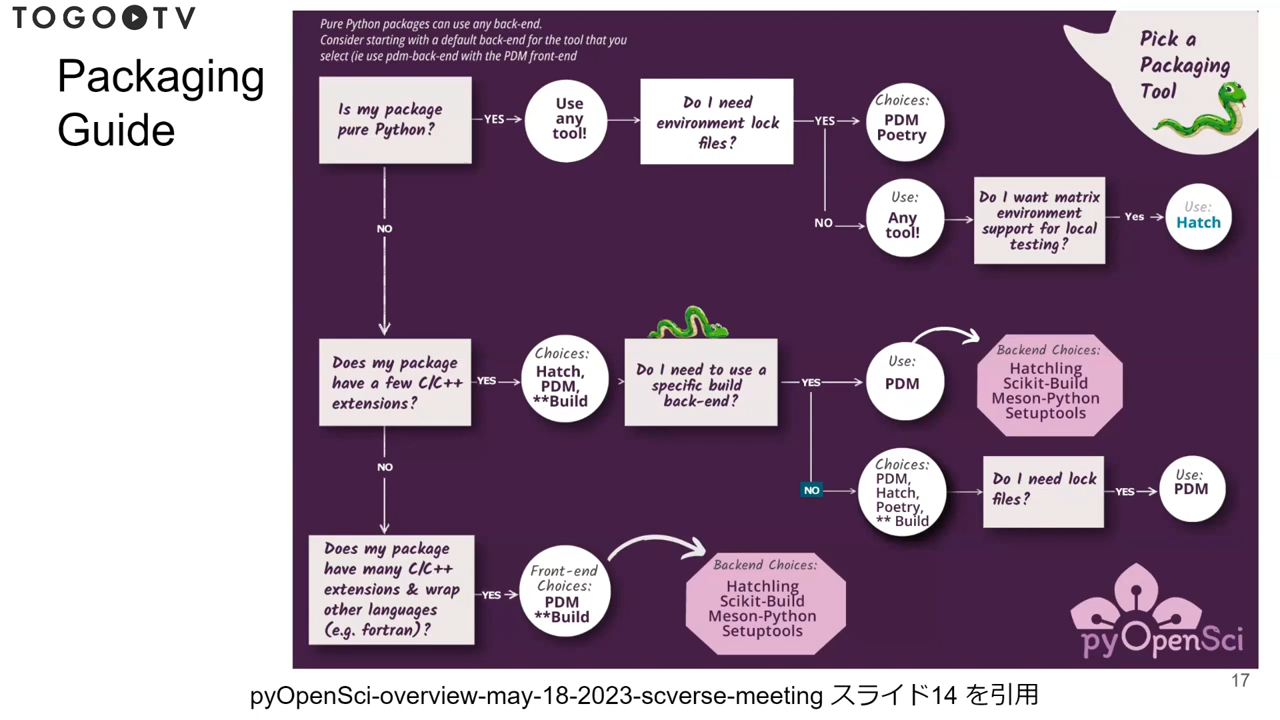 TOGOTV
Packaging
Guide
Pure Python packages can use any back-end.
Consider starting with a default back-end for the tool that you
select (ie use pdm-back-end with the PDM front-end
Pick a
Packaging
Tool
Is my package
pure Python?
YES
Use
any
tool!
Do I need
environment lock
files?
YES
Choices:
PDM
Poetry
NO
Use:
Any
tool!
Do I want matrix
environment
support for local
testing?
Yes
Use:
Hatch
NO
Does my package
have a few C/C++
extensions?
YES
Choices:
Hatch,
PDM,
**Build
Do I need to use a
specific build
back-end?
YES
Use:
PDM
Backend Choices:
Hatchling
Scikit-Build
Meson-Python
Setuptools
NO
Choices:
PDM,
Hatch,
Poetry,
** Build
Do I need lock
files?
YES
Use:
PDM
NO
Does my package
have many C/C++
extensions & wrap
other languages
(e.g. fortran)?
YES
Front-end
Choices:
PDM
**Build
Backend Choices:
Hatchling
Scikit-Build
Meson-Python
Setuptools
pyOpenSci
17
pyOpenSci-overview-may-18-2023-scverse-meeting スライド14 を引用